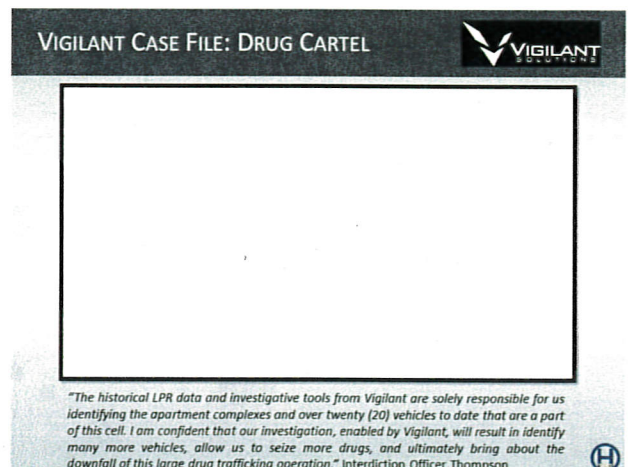 VIGILANT CASE FILE: DRUG CARTEL
VIGILANT
SOLUTIONS
"The historical LPR data and investigative tools from Vigilant are solely responsible for us
identifying the apartment complexes and over twenty (20) vehicles to date that are a part
of this cell. I am confident that our investigation, enabled by Vigilant, will result in identify
many more vehicles, allow us to seize more drugs, and ultimately bring about the
downfall of this large drug trafficking operation." Interdiction Officer Thompson
H